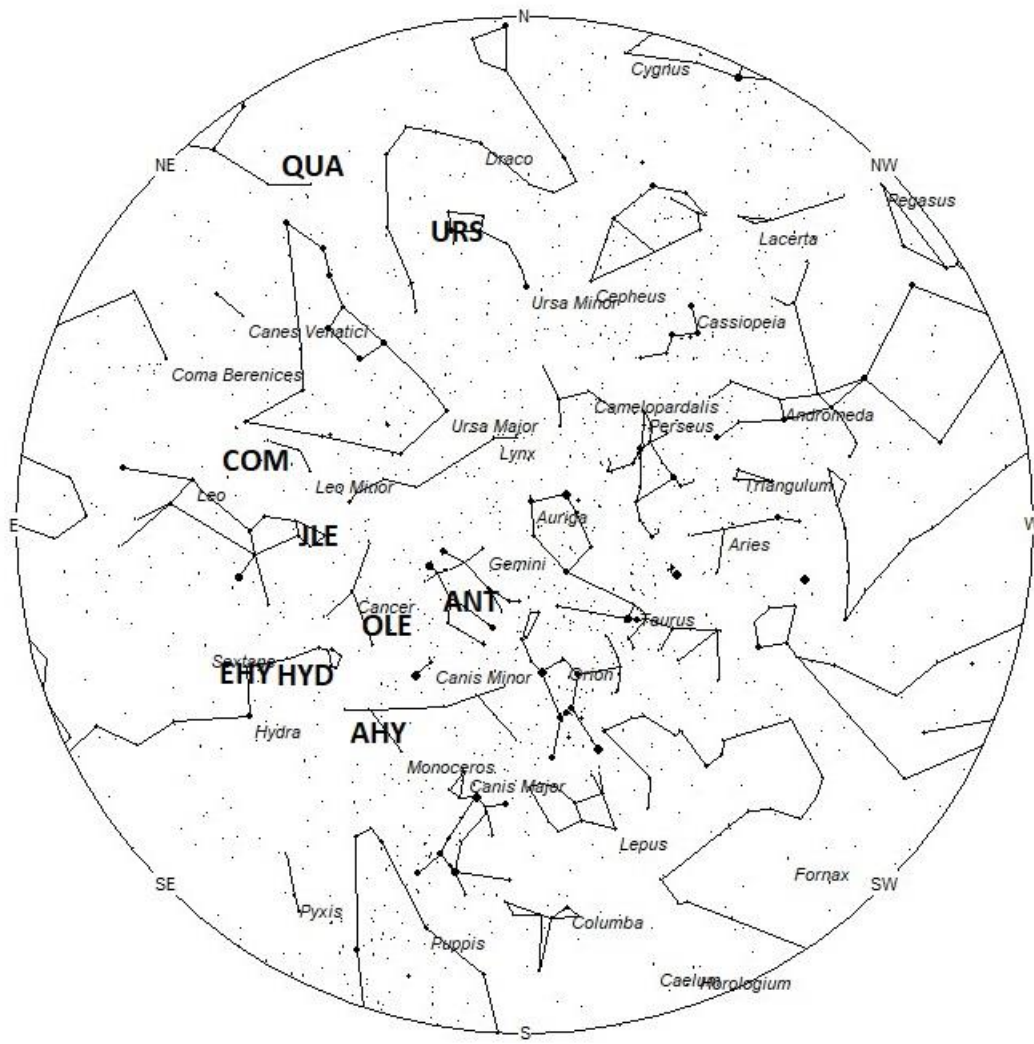 N
Cygnus
NE
QUA
Draco
NW
Pegasus
URS
Lacerta
Ursa Minor
Cepheus
Canes Venatici
Cassiopeia
Coma Berenices
Camelopardalis
Andromeda
Ursa Major
Perseus
Lynx
COM
Leo Minor
Triangulum
Leo
Auriga
E
W
JLE
Aries
Gemini
ANT
Cancer
OLE
Taurus
Sextans
EHY HYD
Canis Minor
Orion
Hydra
AHY
Monoceros
Canis Major
Lepus
SE
Fornax
SW
Pyxis
Columba
Puppis
Caelum
Horologium
S